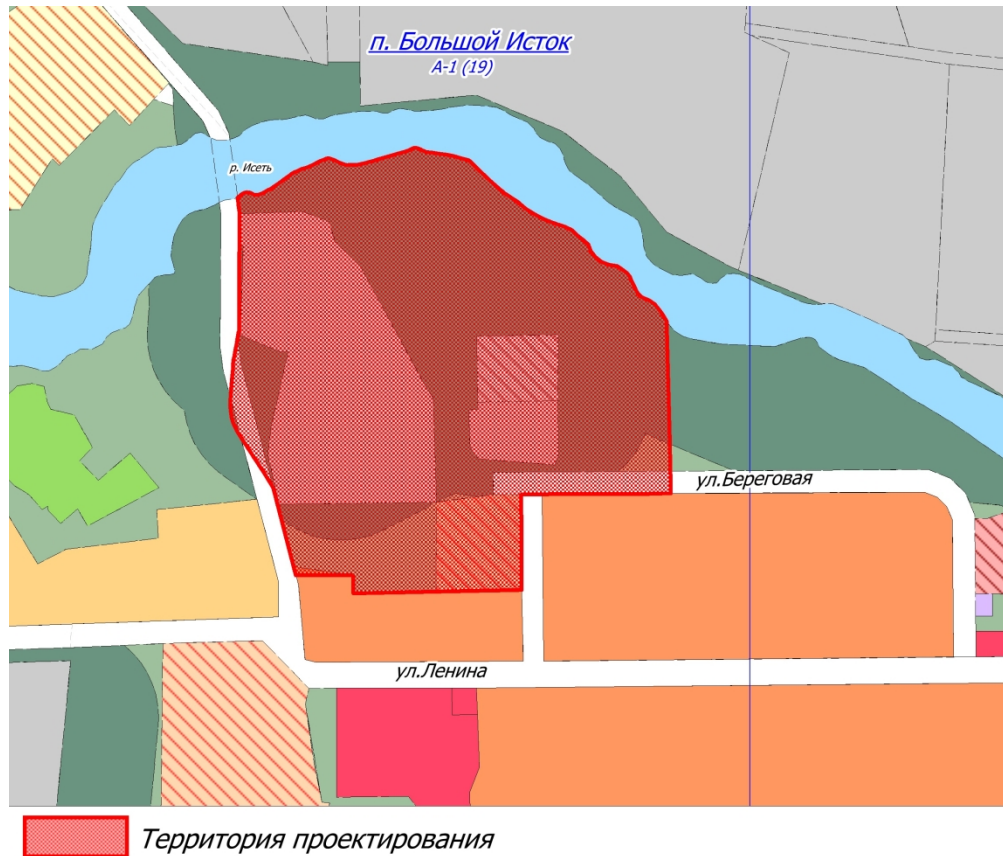 п. Большой Исток
А-1 (19)
р. Исеть
ул.Береговая
ул.Ленина
Территория проектирования